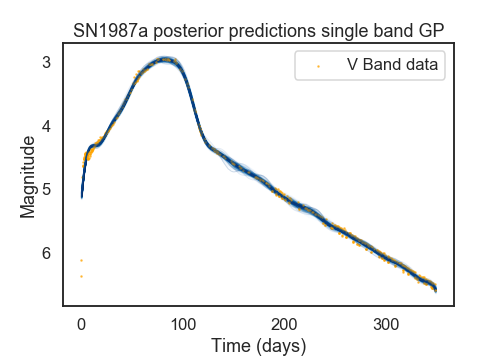 SN1987a posterior predictions single band GP
V Band data
Magnitude
3
4
5
6
0
100
200
300
Time (days)